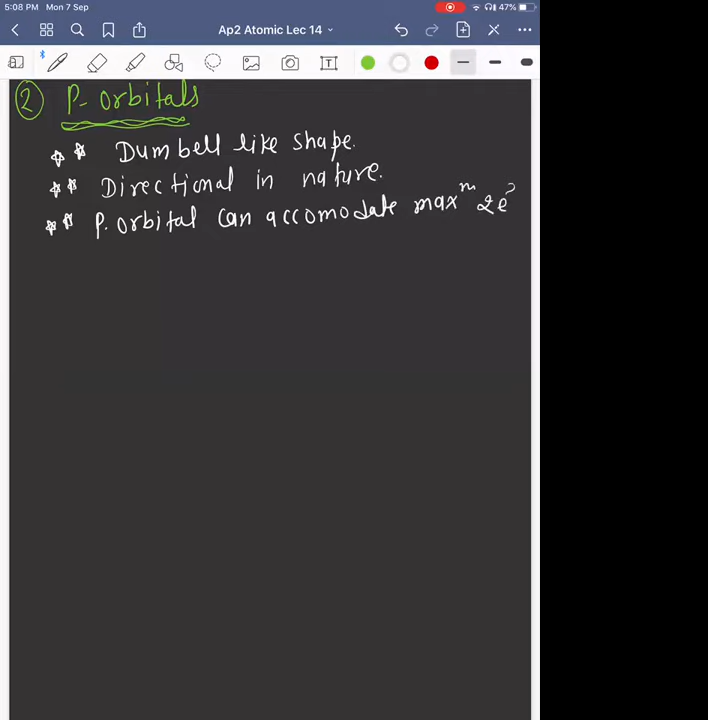 5:08 PM Mon 7 Sep 47%
Ap2 Atomic Lec 14
T
② P- orbitals
** Dumbell like shape.
** Directional in nature.
** P. orbital can accomodate maxᵐ 2e⁻